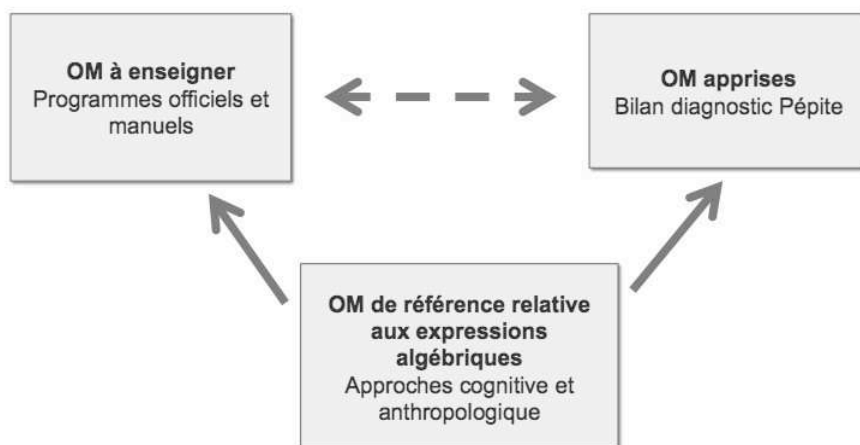 OM à enseigner
Programmes officiels et
manuels
OM apprises
Bilan diagnostic Pépite
OM de référence relative
aux expressions
algébriques
Approches cognitive et
anthropologique